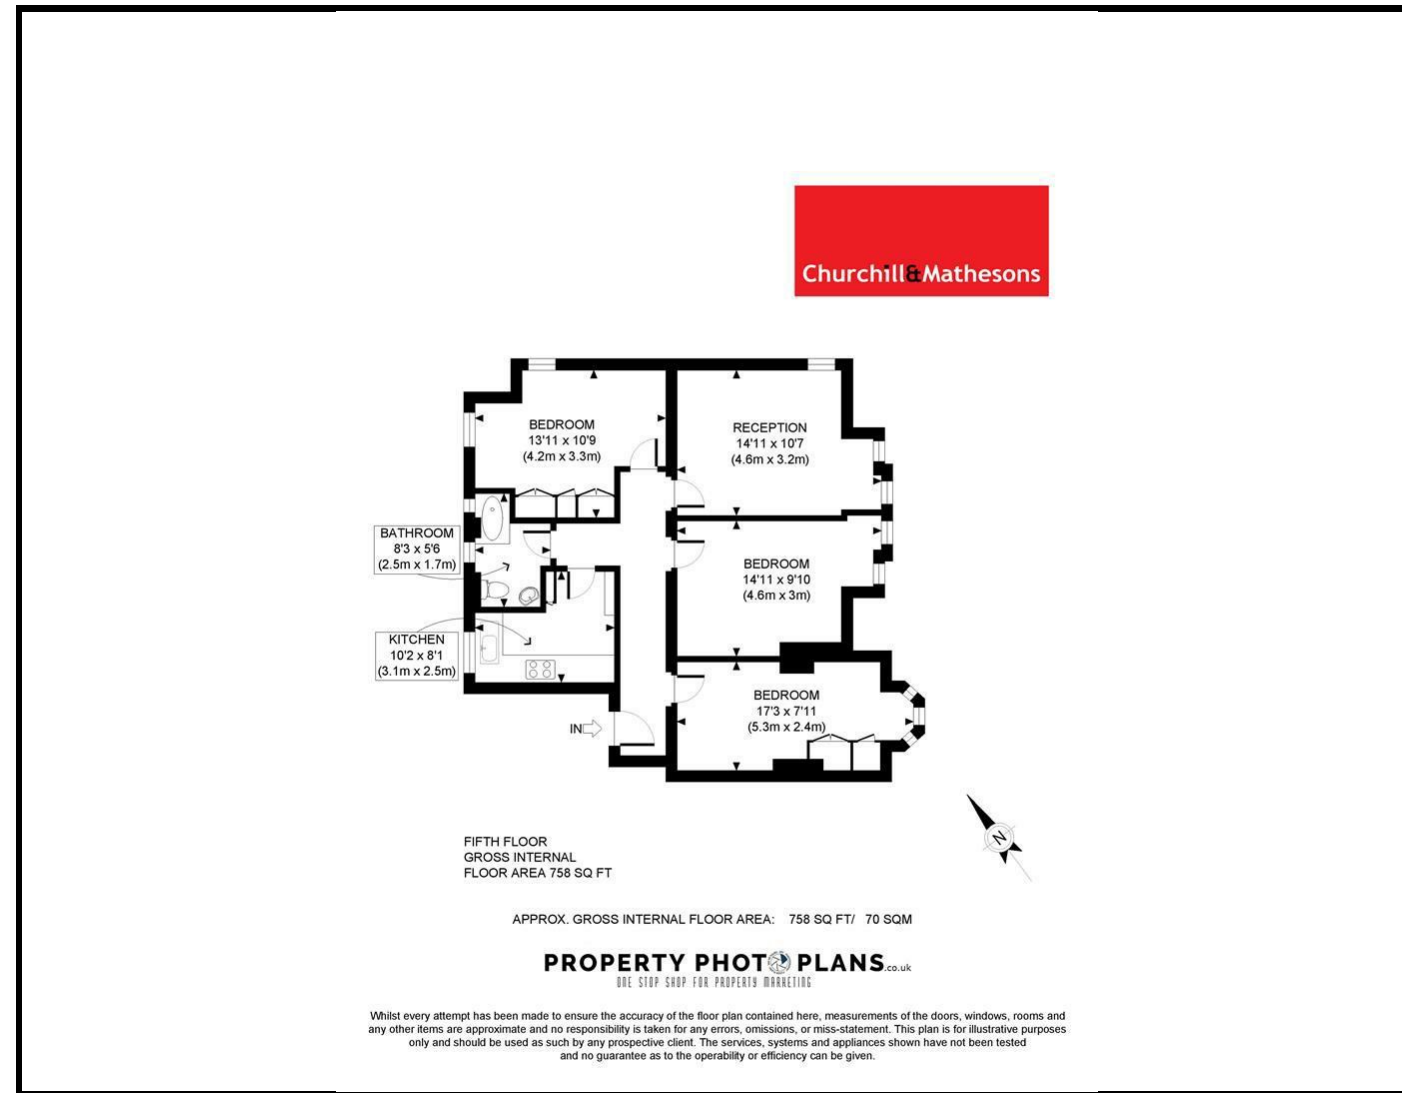 Churchill&Mathesons
BEDROOM
13'11 x 10'9
(4.2m x 3.3m)
RECEPTION
14'11 x 10'7
(4.6m x 3.2m)
BATHROOM
8'3 x 5'6
(2.5m x 1.7m)
BEDROOM
14'11 x 9'10
(4.6m x 3m)
KITCHEN
10'2 x 8'1
(3.1m x 2.5m)
BEDROOM
17'3 x 7'11
(5.3m x 2.4m)
IN
N
FIFTH FLOOR
GROSS INTERNAL
FLOOR AREA 758 SQ FT
APPROX. GROSS INTERNAL FLOOR AREA: 758 SQ FT/ 70 SQM
PROPERTY PHOTO PLANS.co.uk
ONE STOP SHOP FOR PROPERTY MARKETING
Whilst every attempt has been made to ensure the accuracy of the floor plan contained here, measurements of the doors, windows, rooms and
any other items are approximate and no responsibility is taken for any errors, omissions, or miss-statement. This plan is for illustrative purposes
only and should be used as such by any prospective client. The services, systems and appliances shown have not been tested
and no guarantee as to the operability or efficiency can be given.